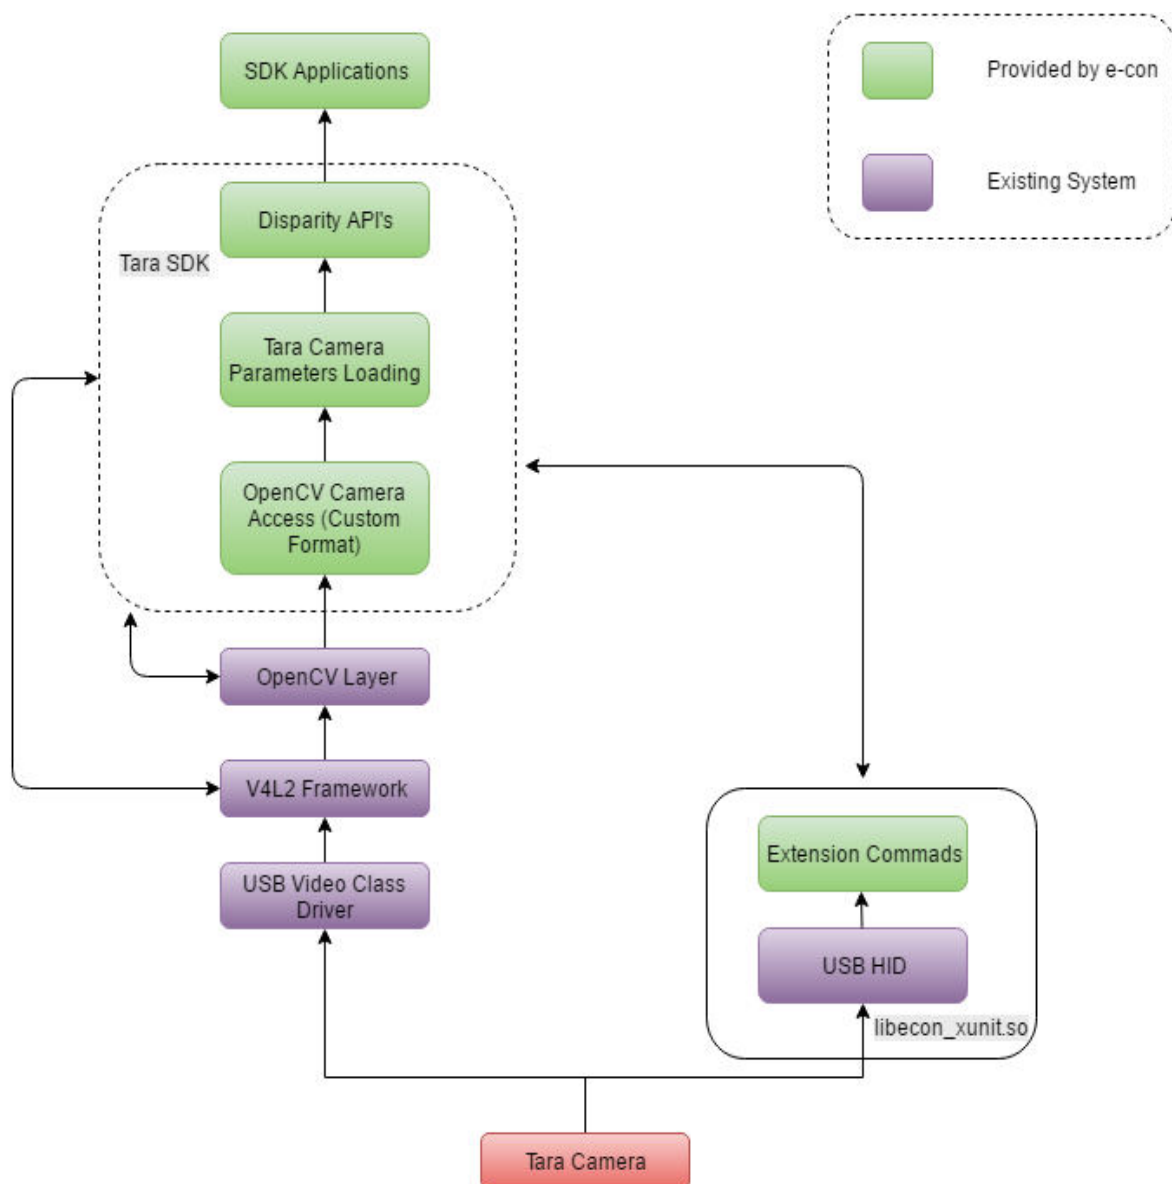 SDK Applications
Provided by e-con
Existing System
Disparity API's
Tara SDK
Tara Camera
Parameters Loading
OpenCV Camera
Access (Custom
Format)
OpenCV Layer
V4L2 Framework
USB Video Class
Driver
Extension Commads
USB HID
libecon_xunit.so
Tara Camera